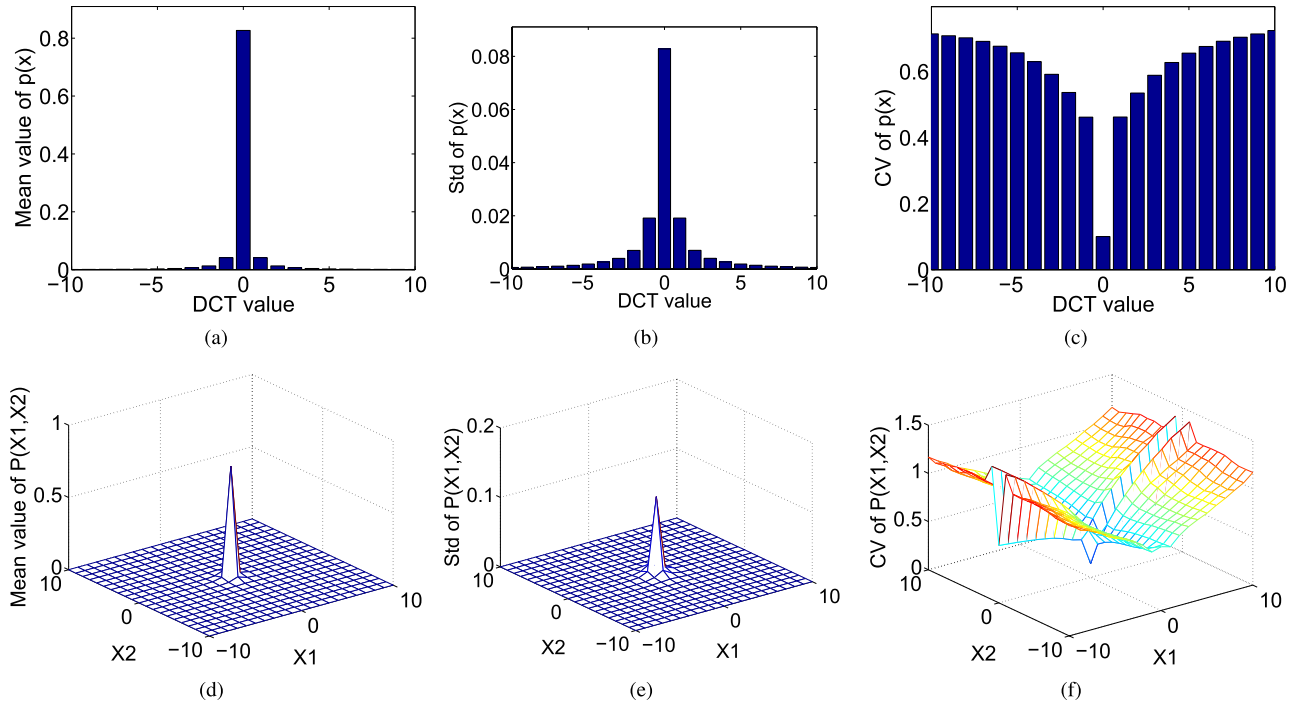 Mean value of p(x)
0.8
0.6
0.4
0.2
0
−10
−5
0
5
10
DCT value
(a)
Std of p(x)
0.08
0.06
0.04
0.02
0
−10
−5
0
5
10
DCT value
(b)
CV of p(x)
0.6
0.4
0.2
0
−10
−5
0
5
10
DCT value
(c)
Mean value of P(X1,X2)
1
0.5
0
10
0
−10
X2
−10
0
10
X1
(d)
Std of P(X1,X2)
0.2
0.1
0
10
0
−10
X2
−10
0
10
X1
(e)
CV of P(X1,X2)
1.5
1
0.5
0
10
0
−10
X2
−10
0
10
X1
(f)